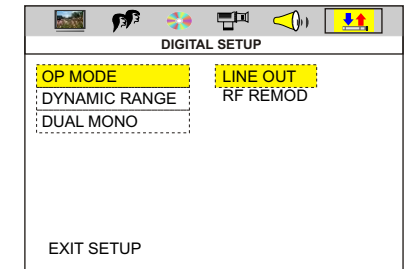 DIGITAL SETUP
OP MODE
LINE OUT
DYNAMIC RANGE
RF REMOD
DUAL MONO
EXIT SETUP